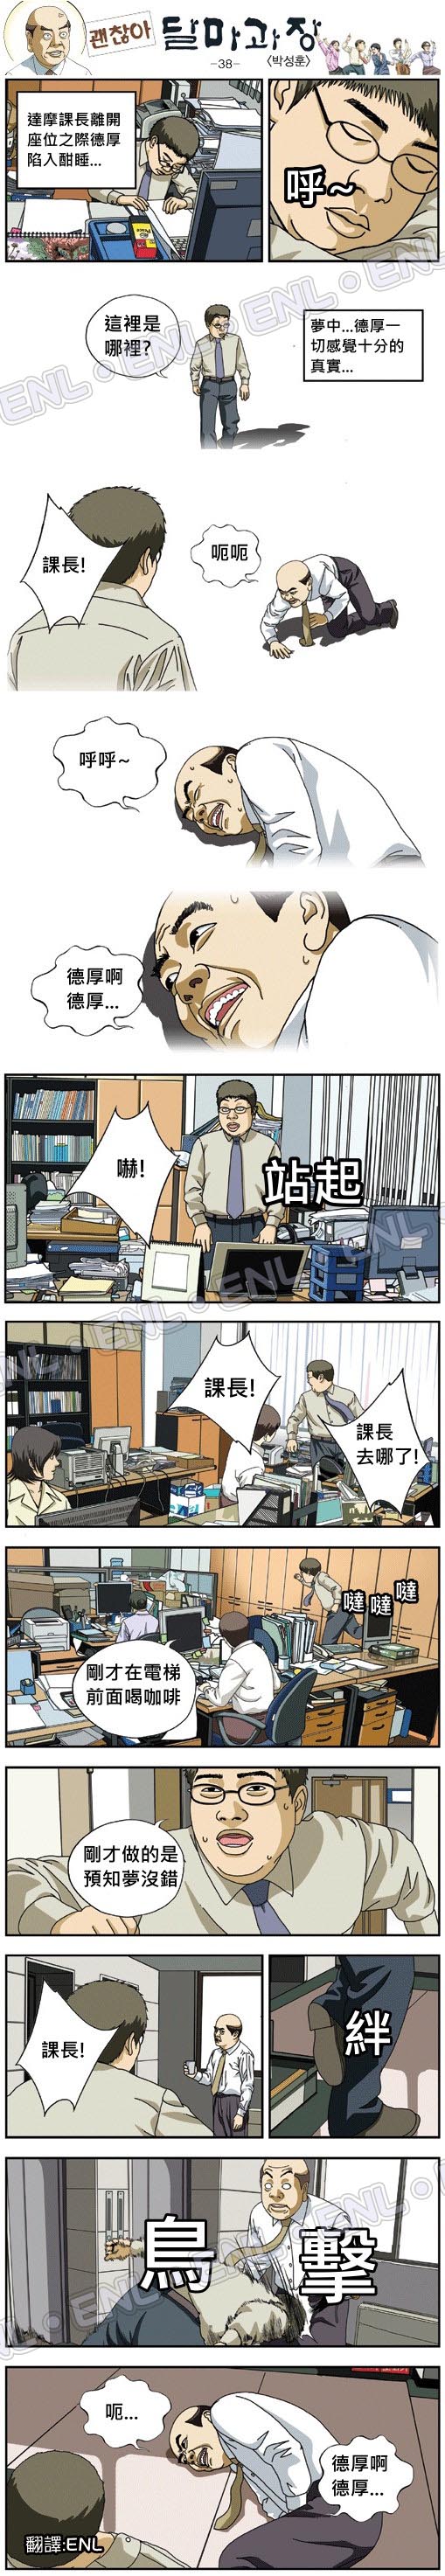 괜찮아
달마과장
-38-
<박성훈>
達摩課長離開
座位之際德厚
陷入酣睡...
呼~
這裡是
哪裡?
夢中...德厚一
切感覺十分的
真實...
課長!
呃呃
呼呼~
德厚啊
德厚...
嚇!
站起
課長!
課長
去哪了!
噠噠噠
剛才在電梯
前面喝咖啡
剛才做的是
預知夢沒錯
課長!
絆
鳥擊
呃...
德厚啊
德厚...
翻譯:ENL
ENL • ENL • ENL